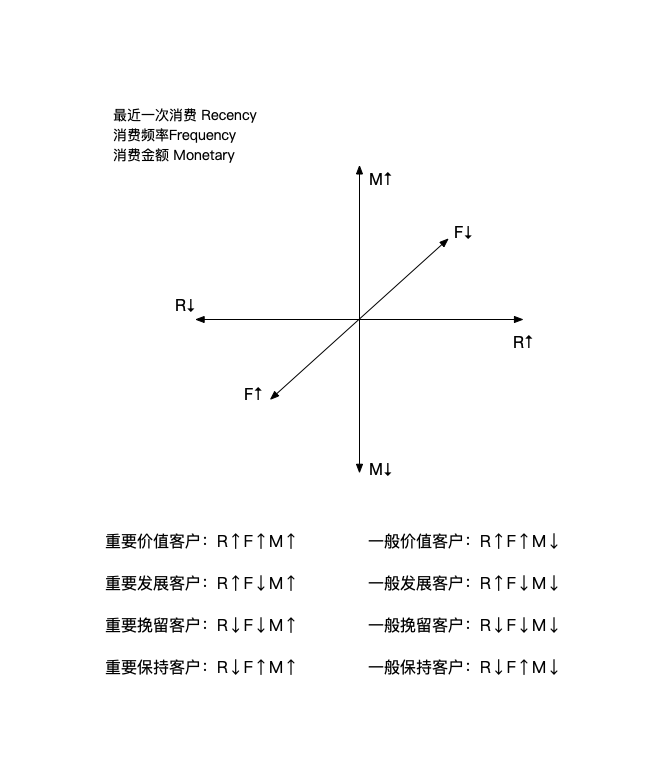 最近一次消费 Recency
消费频率Frequency
消费金额 Monetary
M↑
F↓
R↓
R↑
F↑
M↓
重要价值客户：R↑F↑M↑
一般价值客户：R↑F↑M↓
重要发展客户：R↑F↓M↑
一般发展客户：R↑F↓M↓
重要挽留客户：R↓F↓M↑
一般挽留客户：R↓F↓M↓
重要保持客户：R↓F↑M↑
一般保持客户：R↓F↑M↓